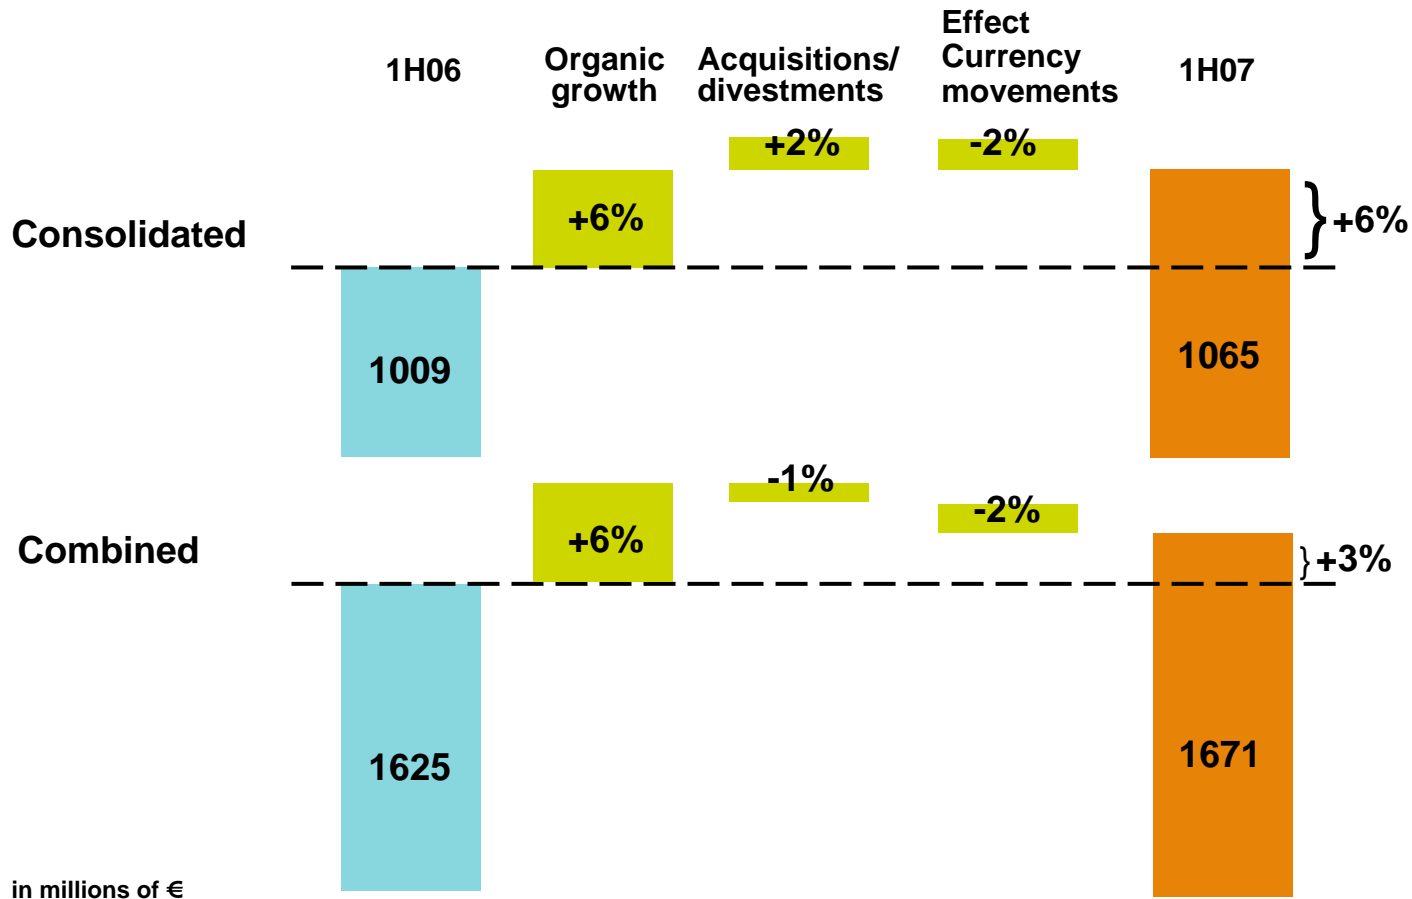 1H06
Organic
growth
Acquisitions/
divestments
Effect
Currency
movements
1H07
Consolidated
1009
+6%
+2%
-2%
1065
}+6%
Combined
1625
+6%
-1%
-2%
1671
}+3%
in millions of €